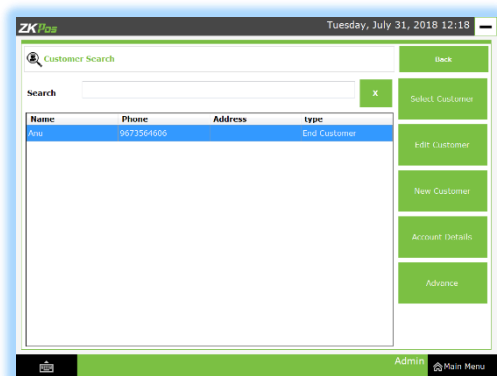 ZKPos
Tuesday, July 31, 2018 12:18
Customer Search
Back
Search
X
Select Customer
Name Phone Address type
Anu 9673564606 End Customer
Edit Customer
New Customer
Account Details
Advance
Admin
Main Menu